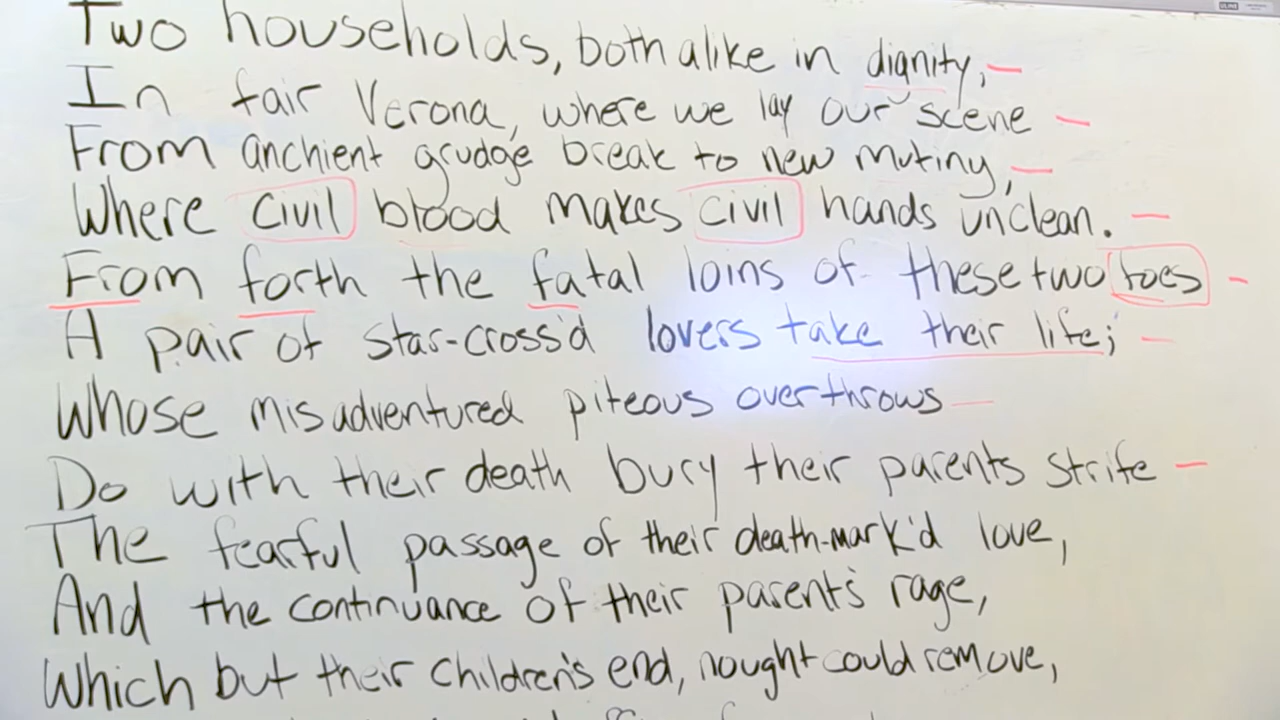 Two households, both alike in dignity,
In fair Verona, where we lay our scene
From anchient grudge break to new mutiny,
Where civil blood makes civil hands unclean.
From forth the fatal loins of these two foes
A pair of star-cross'd lovers take their life;
Whose misadventured piteous overthrows
Do with their death bury their parents strife
The fearful passage of their death-mark'd love,
And the continuance of their parent's rage,
Which but their children's end, nought could remove,